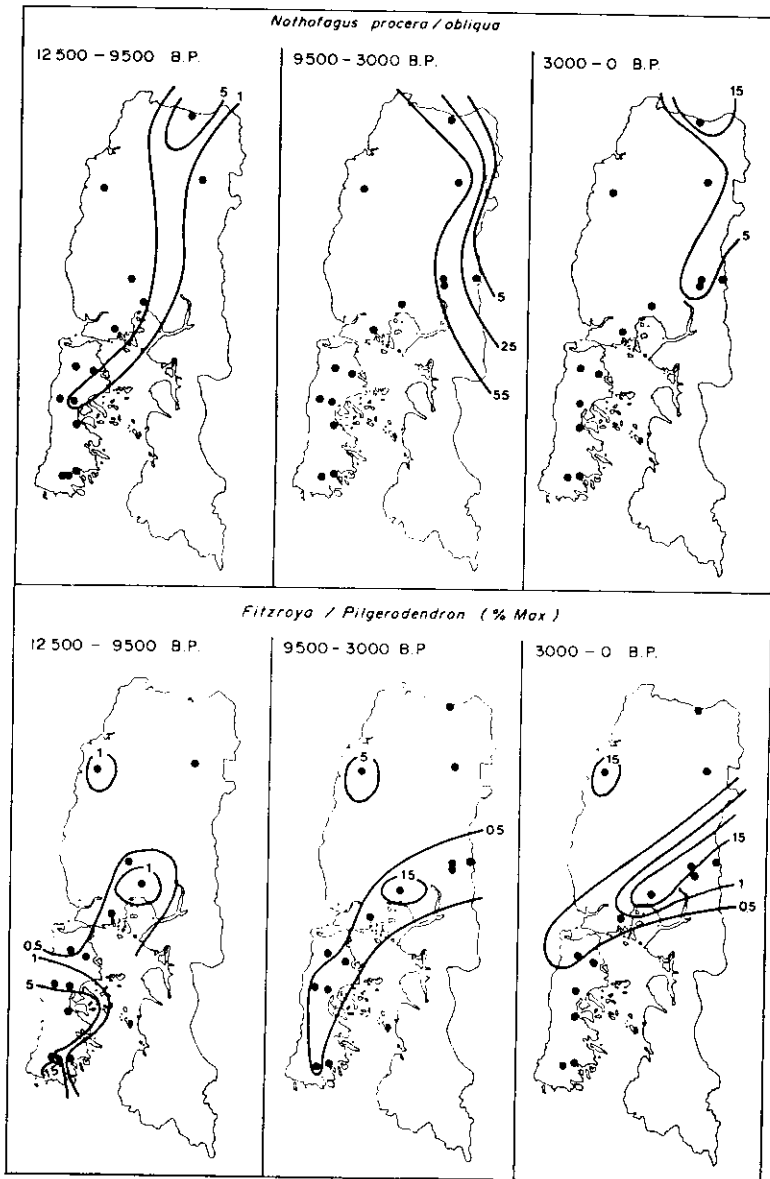 Nothofagus procera / obliqua
12 500 – 9500 B.P.
9500 – 3000 B.P.
3000 – 0 B.P.
5
1
15
5
5
25
55
Fitzroya / Pilgerodendron (% Max)
12 500 – 9500 B.P.
9500 – 3000 B.P
3000 – 0 B.P.
1
5
15
1
0.5
15
15
0.5
1
5
15
1
0.5